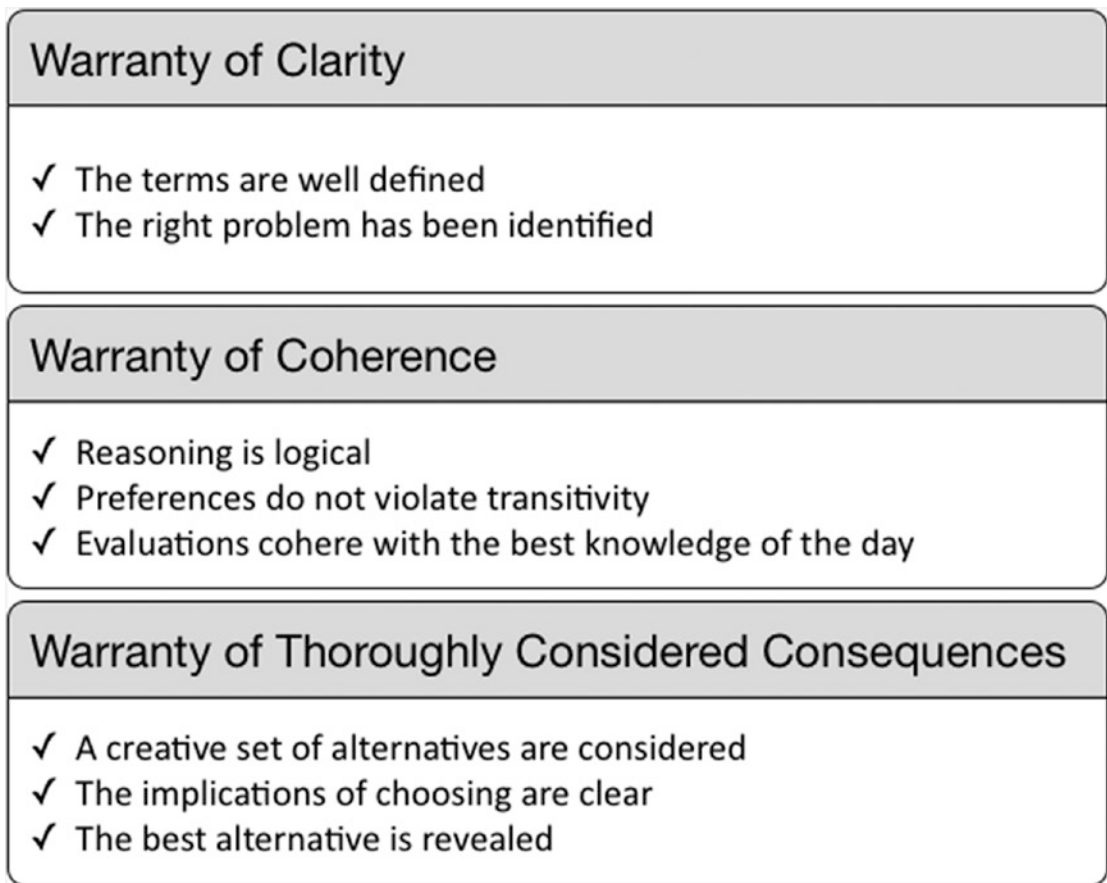 Warranty of Clarity
✓ The terms are well defined
✓ The right problem has been identified
Warranty of Coherence
✓ Reasoning is logical
✓ Preferences do not violate transitivity
✓ Evaluations cohere with the best knowledge of the day
Warranty of Thoroughly Considered Consequences
✓ A creative set of alternatives are considered
✓ The implications of choosing are clear
✓ The best alternative is revealed